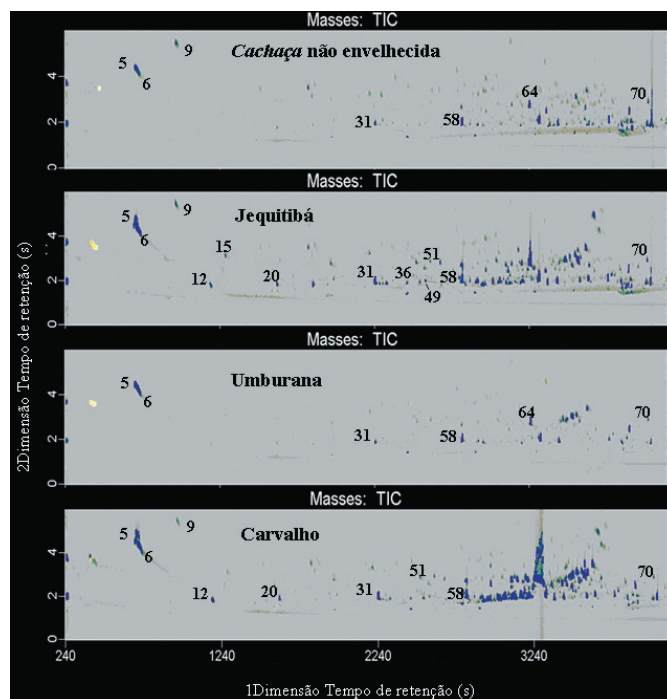 Masses: TIC
Cachaça não envelhecida
5 6 9 31 58 64 70
4
2
0
Masses: TIC
Jequitibá
5 6 9 12 15 20 31 36 51 49 58 70
4
2
0
Masses: TIC
Umburana
5 6 31 58 64 70
4
2
0
Masses: TIC
Carvalho
5 6 9 12 20 31 51 58 70
4
2
0
240 1240 2240 3240
1Dimensão Tempo de retenção (s)
2Dimensão Tempo de retenção (s)